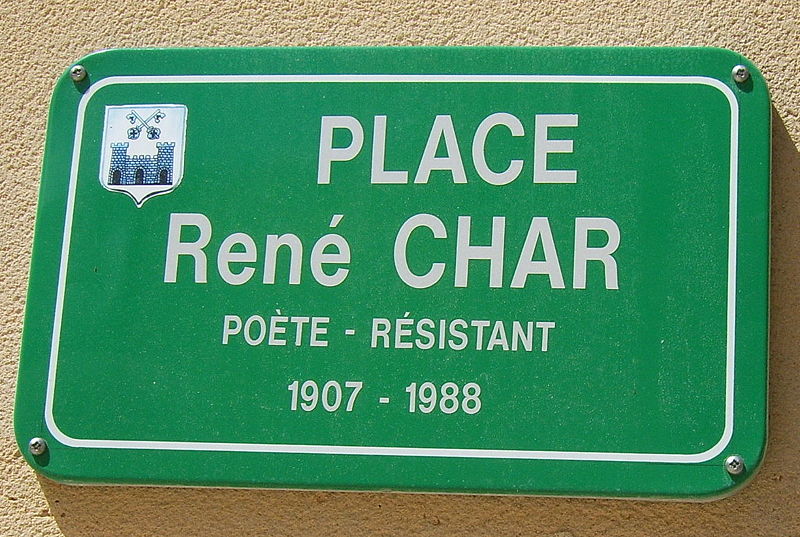 PLACE
René CHAR
POÈTE - RÉSISTANT
1907 - 1988